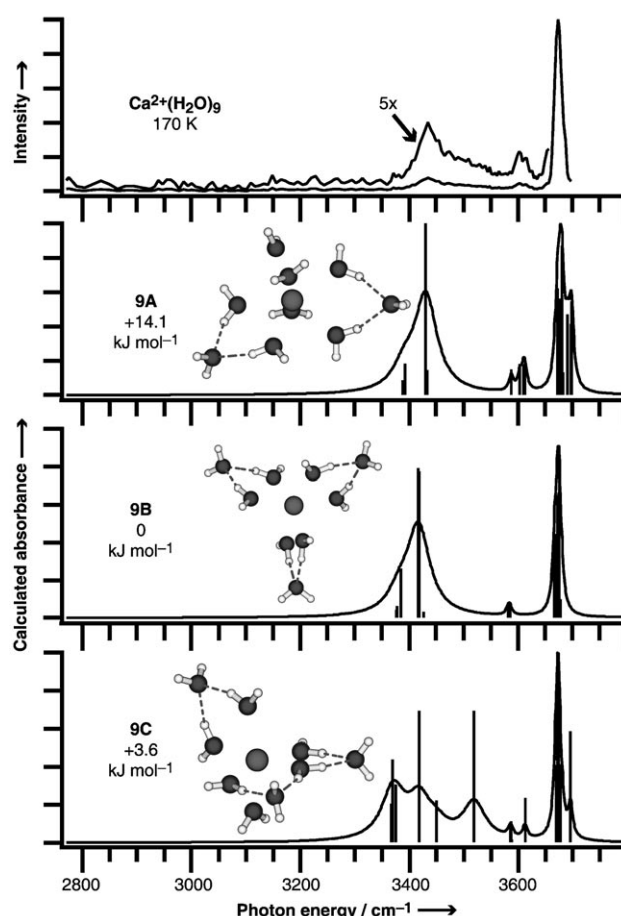 Intensity
Ca²⁺(H₂O)₉
170 K
5x
Calculated absorbance
9A
+14.1
kJ mol⁻¹
9B
0
kJ mol⁻¹
9C
+3.6
kJ mol⁻¹
2800 3000 3200 3400 3600
Photon energy / cm⁻¹